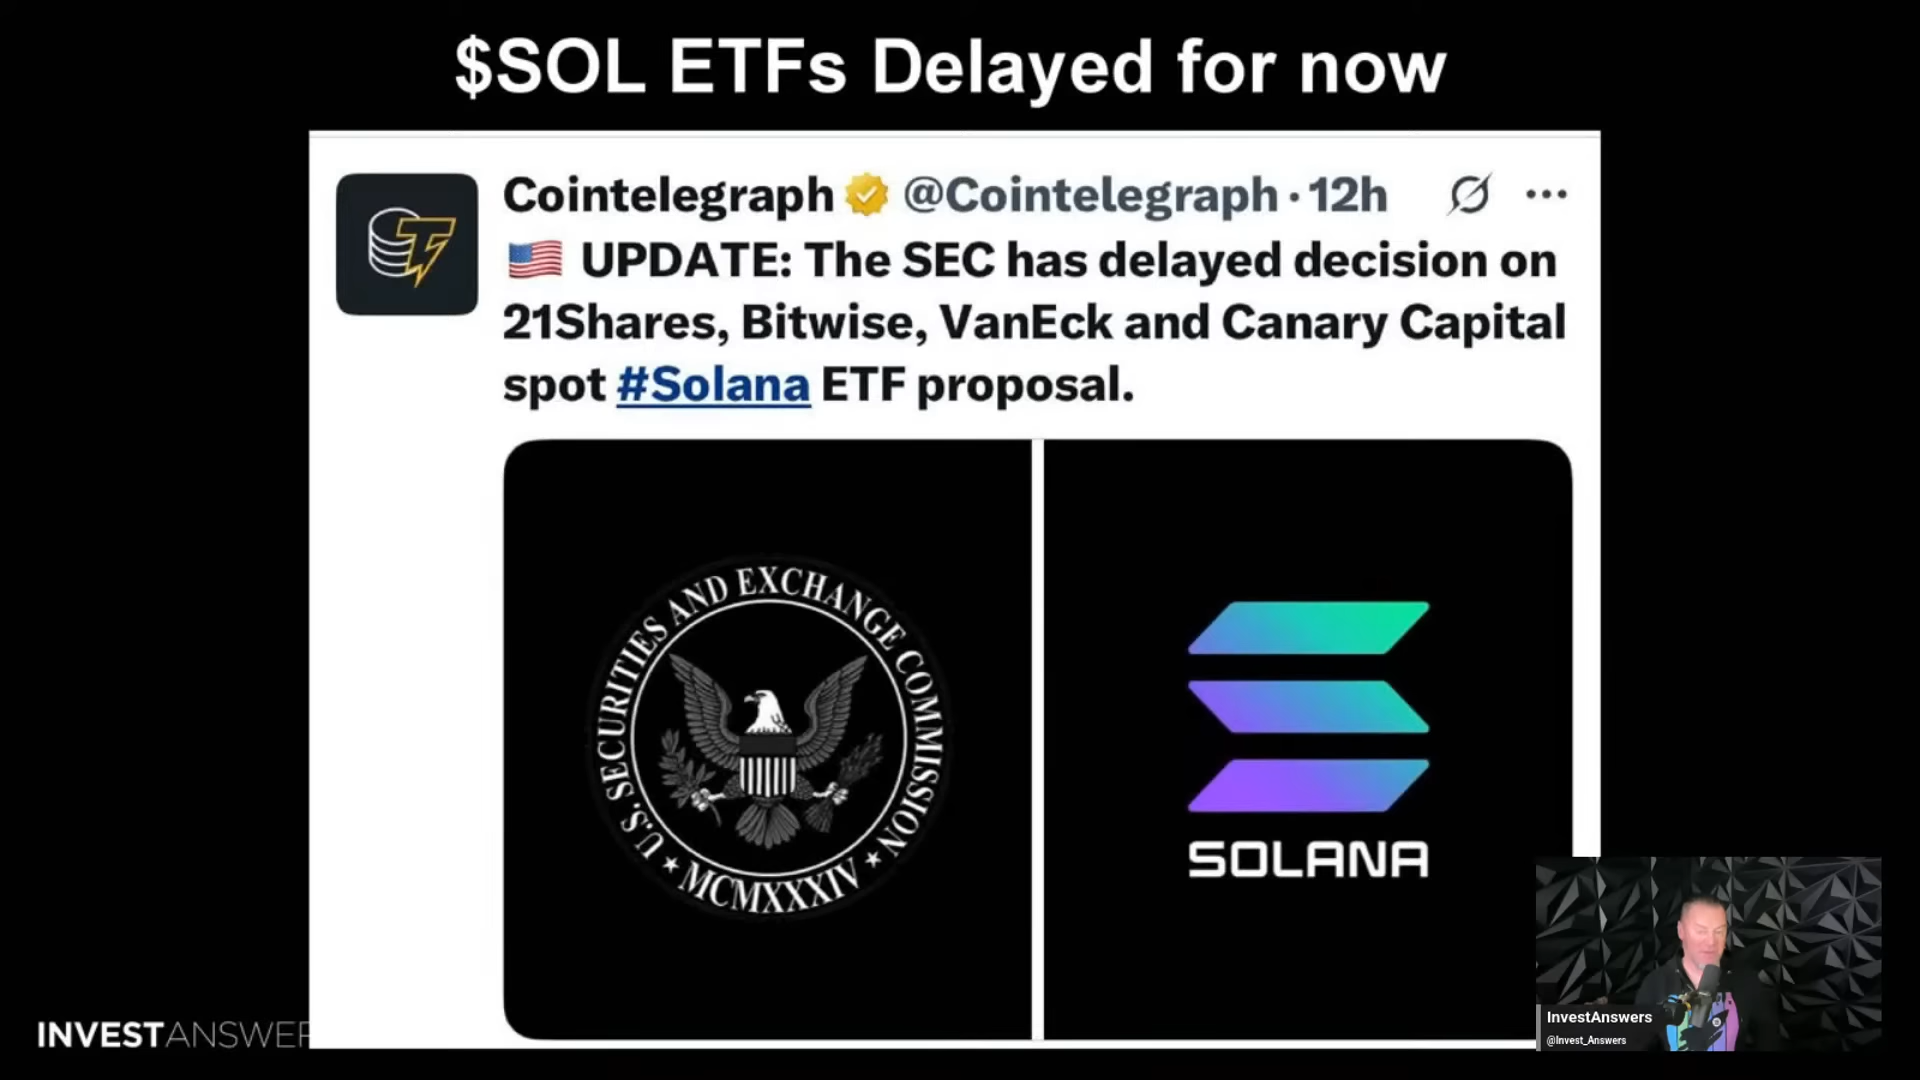 $SOL ETFs Delayed for now
Cointelegraph @Cointelegraph · 12h
UPDATE: The SEC has delayed decision on
21Shares, Bitwise, VanEck and Canary Capital
spot #Solana ETF proposal.
U.S. SECURITIES AND EXCHANGE COMMISSION
MCMXXXIV
SOLANA
INVESTANSWER
InvestAnswers
@Invest_Answers